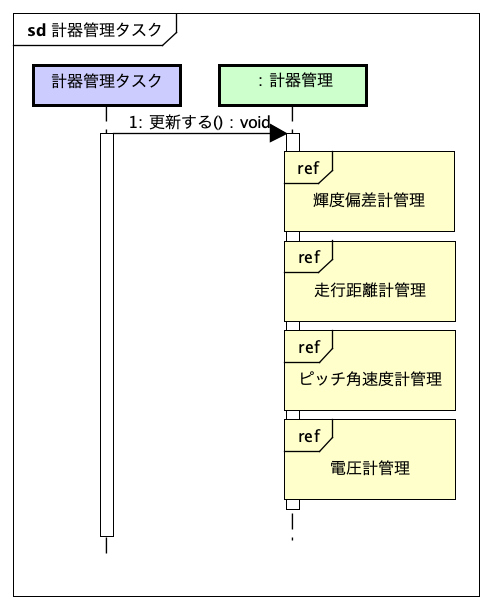 sd 計器管理タスク
計器管理タスク
: 計器管理
1: 更新する() : void
ref
輝度偏差計管理
ref
走行距離計管理
ref
ピッチ角速度計管理
ref
電圧計管理